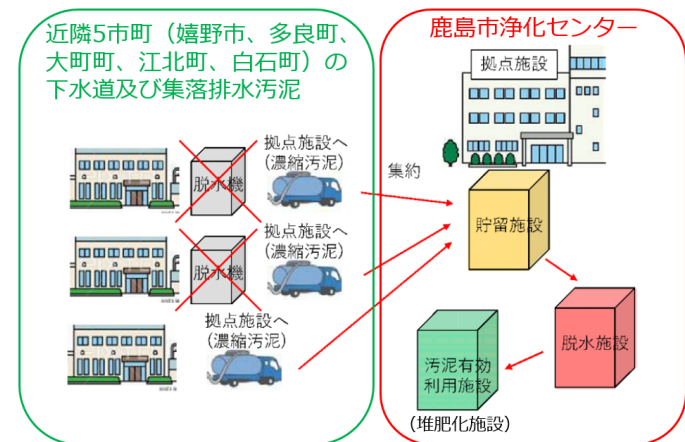 近隣5市町（嬉野市、多良町、
大町町、江北町、白石町）の
下水道及び集落排水汚泥
脱水機
拠点施設へ
(濃縮汚泥)
脱水機
拠点施設へ
(濃縮汚泥)
拠点施設へ
(濃縮汚泥)
集約
鹿島市浄化センター
拠点施設
貯留施設
脱水施設
汚泥有効
利用施設
(堆肥化施設)